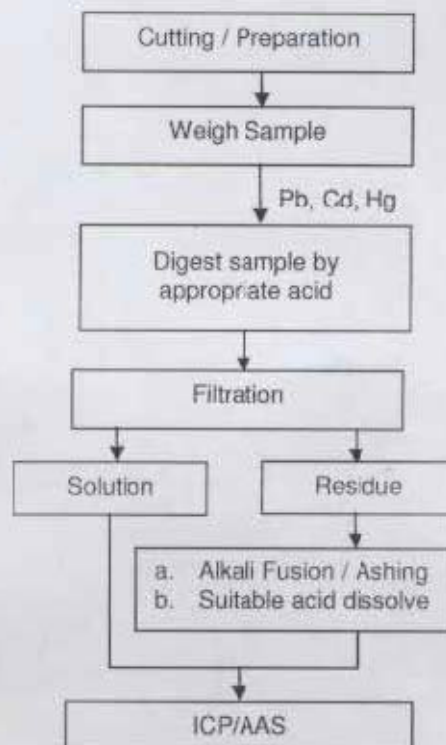 Cutting / Preparation
Weigh Sample
Pb, Cd, Hg
Digest sample by
appropriate acid
Filtration
Solution
Residue
a. Alkali Fusion / Ashing
b. Suitable acid dissolve
ICP/AAS